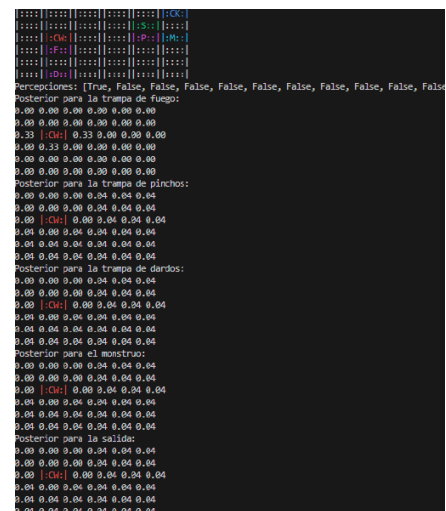 |::::||::::||::::||::::||::::||:CK:|
|::::||::::||::::||::::||:S::||::::|
|::::||:CW:||::::||::::||:P::||:M::|
|::::||:F::||::::||::::||::::||::::|
|::::||::::||::::||::::||::::||::::|
|::::||:D::||::::||::::||::::||::::|
Percepciones: [True, False, False, False, False, False, False, False, False, False
Posterior para la trampa de fuego:
0.00 0.00 0.00 0.00 0.00 0.00
0.00 0.00 0.00 0.00 0.00 0.00
0.33 |:CW:| 0.33 0.00 0.00 0.00
0.00 0.33 0.00 0.00 0.00 0.00
0.00 0.00 0.00 0.00 0.00 0.00
0.00 0.00 0.00 0.00 0.00 0.00
Posterior para la trampa de pinchos:
0.00 0.00 0.00 0.04 0.04 0.04
0.00 0.00 0.00 0.04 0.04 0.04
0.00 |:CW:| 0.00 0.04 0.04 0.04
0.04 0.00 0.04 0.04 0.04 0.04
0.04 0.04 0.04 0.04 0.04 0.04
0.04 0.04 0.04 0.04 0.04 0.04
Posterior para la trampa de dardos:
0.00 0.00 0.00 0.04 0.04 0.04
0.00 0.00 0.00 0.04 0.04 0.04
0.00 |:CW:| 0.00 0.04 0.04 0.04
0.04 0.00 0.04 0.04 0.04 0.04
0.04 0.04 0.04 0.04 0.04 0.04
0.04 0.04 0.04 0.04 0.04 0.04
Posterior para el monstruo:
0.00 0.00 0.00 0.04 0.04 0.04
0.00 0.00 0.00 0.04 0.04 0.04
0.00 |:CW:| 0.00 0.04 0.04 0.04
0.04 0.00 0.04 0.04 0.04 0.04
0.04 0.04 0.04 0.04 0.04 0.04
0.04 0.04 0.04 0.04 0.04 0.04
Posterior para la salida:
0.00 0.00 0.00 0.04 0.04 0.04
0.00 0.00 0.00 0.04 0.04 0.04
0.00 |:CW:| 0.00 0.04 0.04 0.04
0.04 0.00 0.04 0.04 0.04 0.04
0.04 0.04 0.04 0.04 0.04 0.04